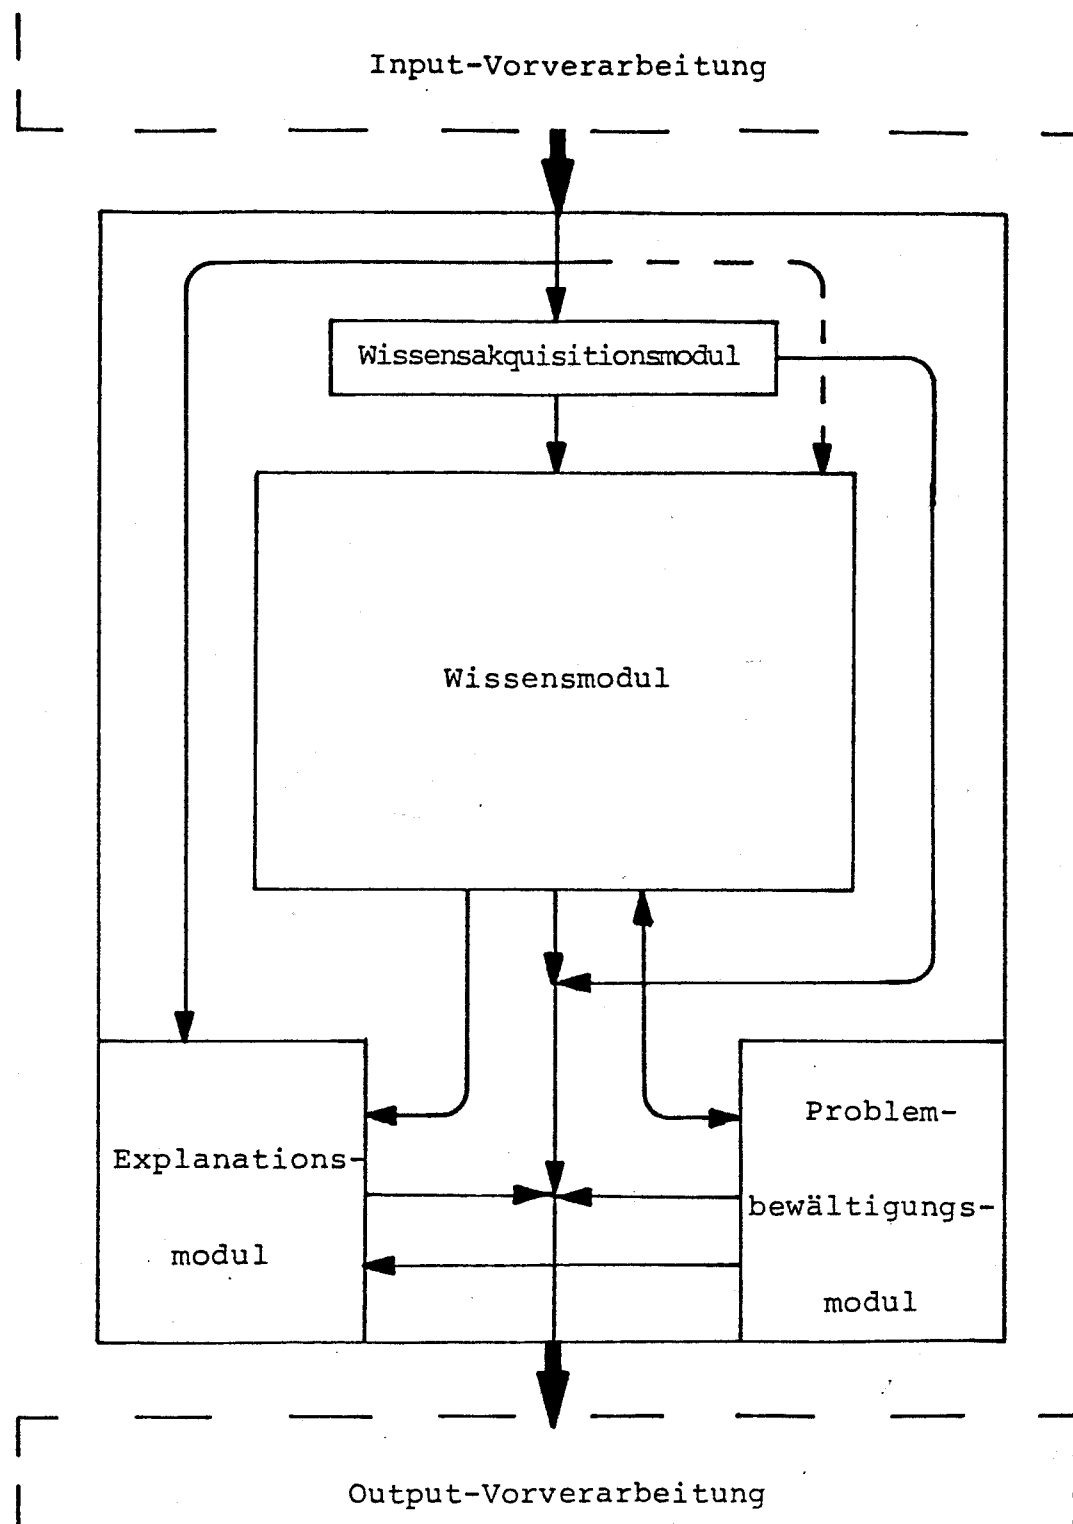 Input-Vorverarbeitung
Wissensakquisitionsmodul
Wissensmodul
Explanations-
modul
Problem-
bewältigungs-
modul
Output-Vorverarbeitung